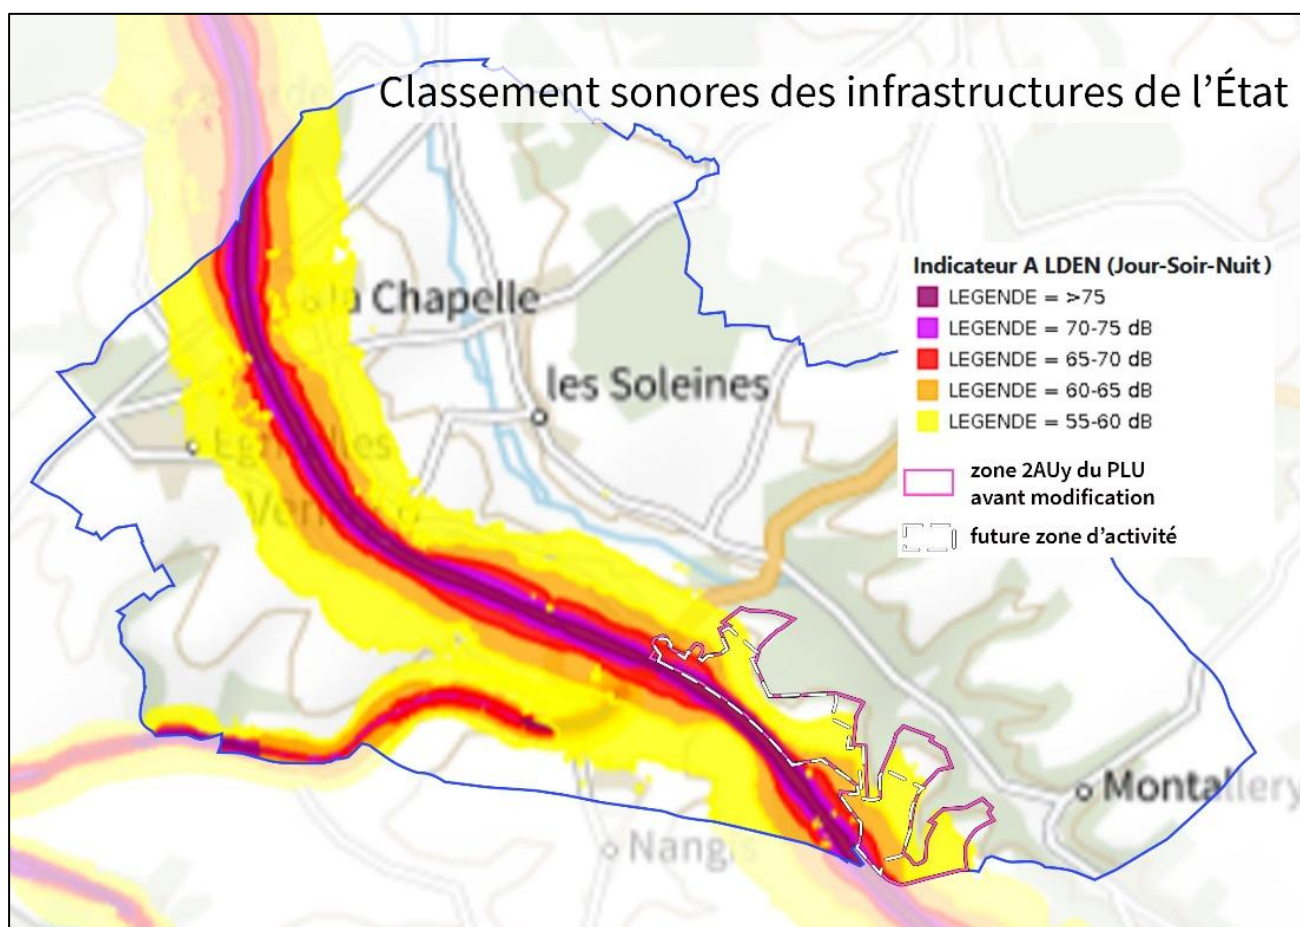 Classement sonores des infrastructures de l'État
Indicateur A LDEN (Jour-Soir-Nuit)
LEGENDE = >75
LEGENDE = 70-75 dB
LEGENDE = 65-70 dB
LEGENDE = 60-65 dB
LEGENDE = 55-60 dB
zone 2AUy du PLU
avant modification
future zone d'activité
la Chapelle
les Soleines
Montallery